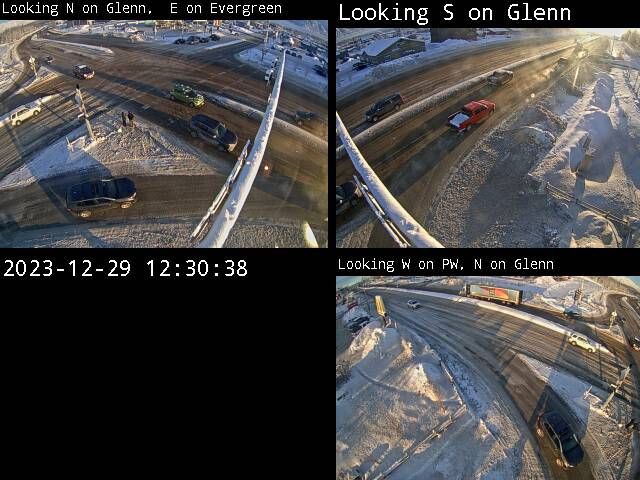 Looking N on Glenn,  E on Evergreen
Looking S on Glenn
2023-12-29 12:30:38
Looking W on PW, N on Glenn